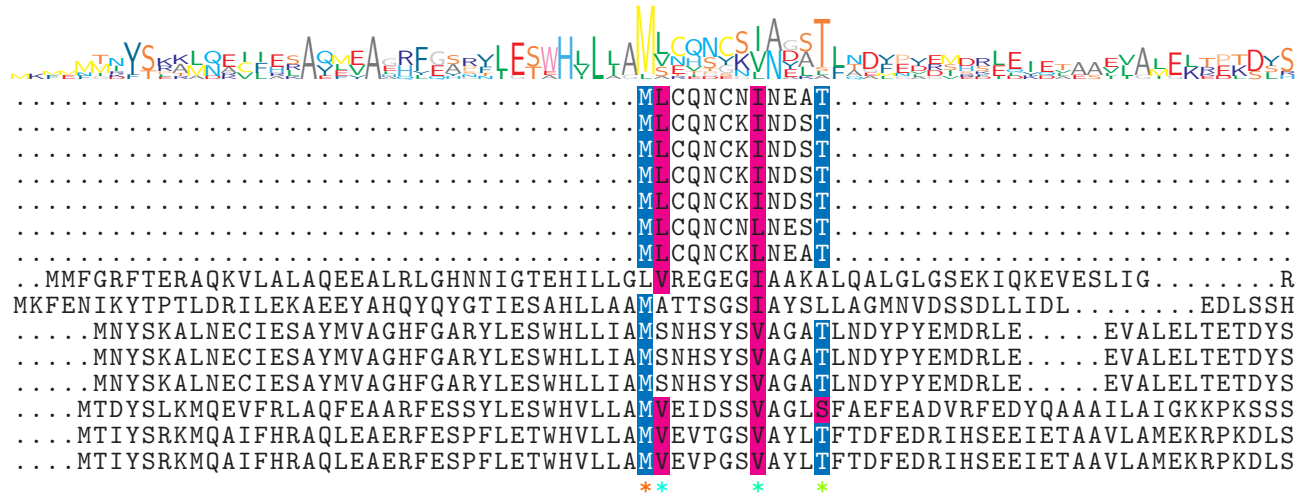 .......................................MLCQNCNINEAT.............................
.......................................MLCQNCKINDST.............................
.......................................MLCQNCKINDST.............................
.......................................MLCQNCKINDST.............................
.......................................MLCQNCKINDST.............................
.......................................MLCQNCNLNEST.............................
.......................................MLCQNCKLNEAT.............................
..MMFGRFTERAQKVLALAQEEALRLGHNNIGTEHILLGLVREGEGIAAKALQALGLGSEKIQKEVESLIG........R
MKFENIKYTPTLDRILEKAEEYAHQYQYGTIESAHLLAAMATTSGSIAYSLLAGMNVDSSDLLIDL........EDLSSH
.....MNYSKALNECIESAYMVAGHFGARYLESWHLLIAMSNHSYSVAGATLNDYPYEMDRLE.....EVALELTETDYS
.....MNYSKALNECIESAYMVAGHFGARYLESWHLLIAMSNHSYSVAGATLNDYPYEMDRLE.....EVALELTETDYS
.....MNYSKALNECIESAYMVAGHFGARYLESWHLLIAMSNHSYSVAGATLNDYPYEMDRLE.....EVALELTETDYS
....MTDYSLKMQEVFRLAQFEAARFESSYLESWHVLLAMVEIDSSVAGLSFAEFEADVRFEDYQAAAILAIGKKPKSSS
....MTIYSRKMQAIFHRAQLEAERFESPFLETWHVLLAMVEVTGSVAYLTFTDFEDRIHSEEIETAAVLAMEKRPKDLS
....MTIYSRKMQAIFHRAQLEAERFESPFLETWHVLLAMVEVPGSVAYLTFTDFEDRIHSEEIETAAVLAMEKRPKDLS
* * * *